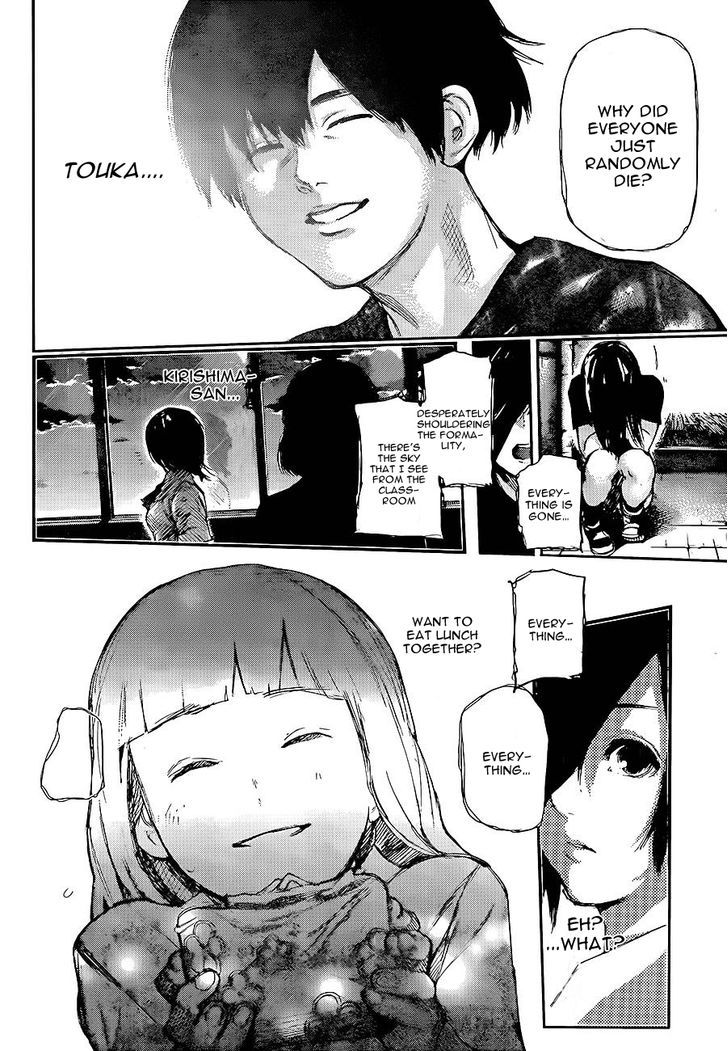 WHY DID
EVERYONE
JUST
RANDOMLY
DIE?
TOUKA....
EVERY-
THING IS
GONE...
DESPERATELY
SHOULDERING
THE FORMA-
LITY,
THERE'S
THE SKY
THAT I SEE
FROM THE
CLASS-
ROOM
KIRISHIMA-
SAN...
EVERY-
THING...
EVERY-
THING...
EH?
...WHAT?
WANT TO
EAT LUNCH
TOGETHER?